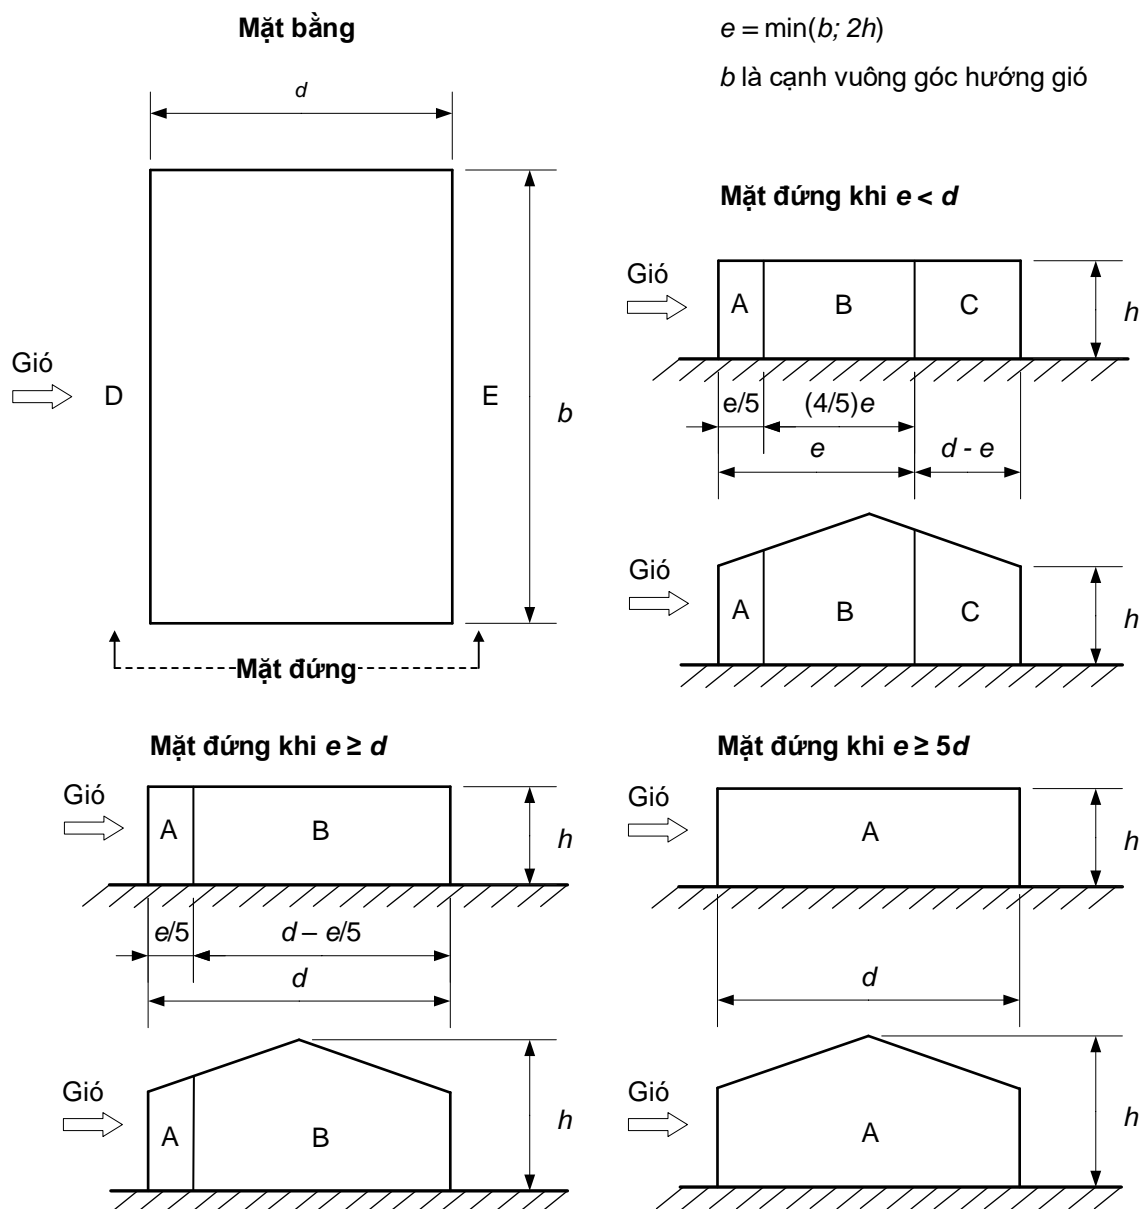 Mặt bằng
e = min(b; 2h)
b là cạnh vuông góc hướng gió
d
Gió
D
E
b
Mặt đứng
Mặt đứng khi e < d
Gió
A
B
C
h
e/5
(4/5)e
e
d - e
Gió
A
B
C
h
Mặt đứng khi e ≥ d
Gió
A
B
h
e/5
d – e/5
d
Gió
A
B
h
Mặt đứng khi e ≥ 5d
Gió
A
h
d
Gió
A
h